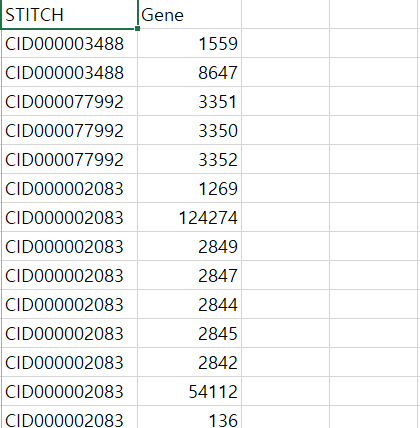 STITCH Gene
CID000003488 1559
CID000003488 8647
CID000077992 3351
CID000077992 3350
CID000077992 3352
CID000002083 1269
CID000002083 124274
CID000002083 2849
CID000002083 2847
CID000002083 2844
CID000002083 2845
CID000002083 2842
CID000002083 54112
CID000002083 136